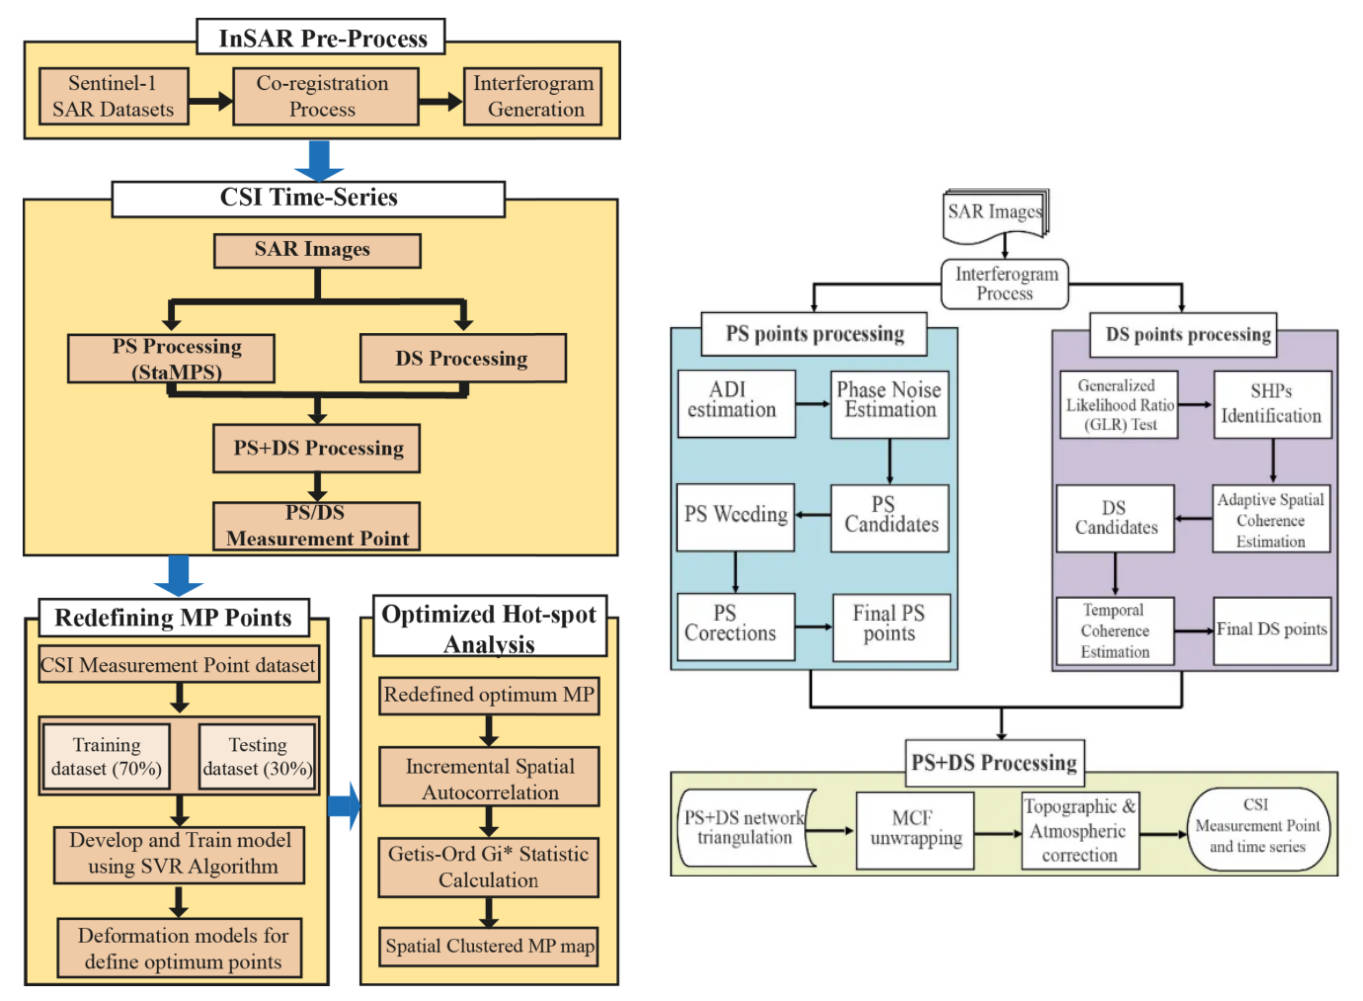 InSAR Pre-Process
Sentinel-1
SAR Datasets
Co-registration
Process
Interferogram
Generation
CSI Time-Series
SAR Images
PS Processing
(StaMPS)
DS Processing
PS+DS Processing
PS/DS
Measurement Point
Redefining MP Points
CSI Measurement Point dataset
Training
dataset (70%)
Testing
dataset (30%)
Develop and Train model
using SVR Algorithm
Deformation models for
define optimum points
Optimized Hot-spot
Analysis
Redefined optimum MP
Incremental Spatial
Autocorrelation
Getis-Ord Gi* Statistic
Calculation
Spatial Clustered MP map
SAR Images
Interferogram
Process
PS points processing
ADI
estimation
Phase Noise
Estimation
PS Weeding
PS
Candidates
PS
Corections
Final PS
points
DS points processing
Generalized
Likelihood Ratio
(GLR) Test
SHPs
Identification
DS
Candidates
Adaptive Spatial
Coherence
Estimation
Temporal
Coherence
Estimation
Final DS points
PS+DS Processing
PS+DS network
triangulation
MCF
unwrapping
Topographic &
Atmospheric
correction
CSI
Measurement Point
and time series